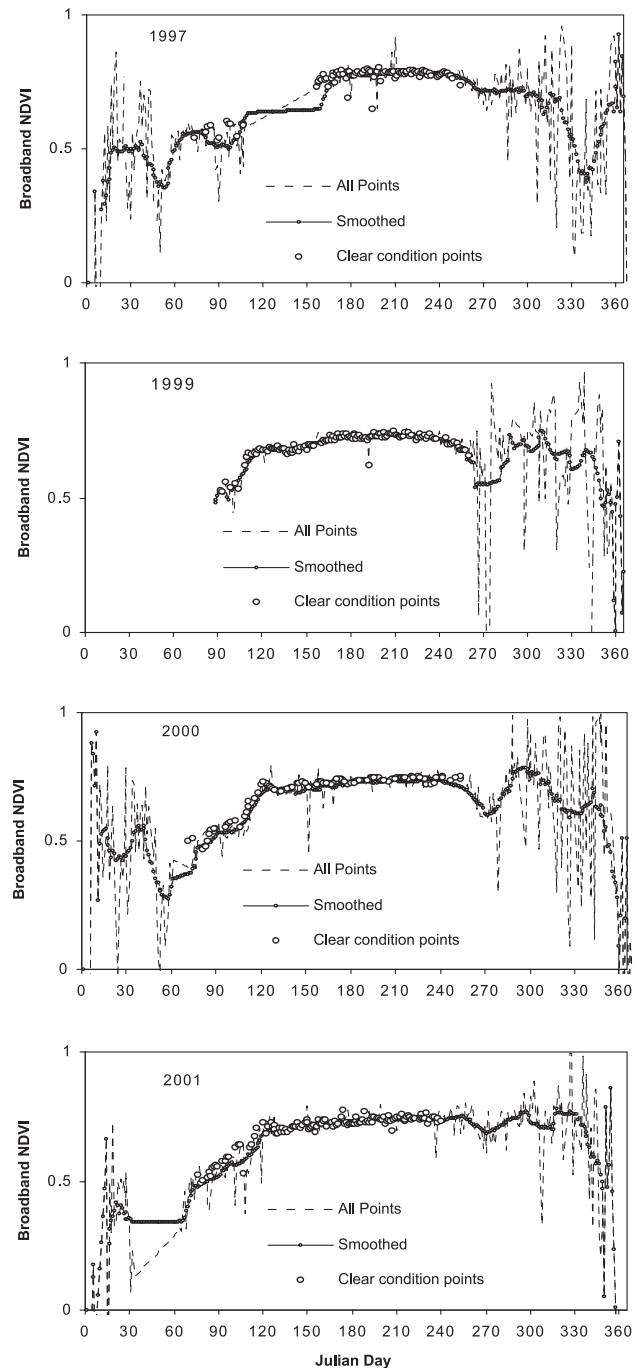 1
1997
Broadband NDVI
0.5
All Points
Smoothed
Clear condition points
0
0 30 60 90 120 150 180 210 240 270 300 330 360
1
1999
Broadband NDVI
0.5
All Points
Smoothed
Clear condition points
0
0 30 60 90 120 150 180 210 240 270 300 330 360
1
2000
Broadband NDVI
0.5
All Points
Smoothed
Clear condition points
0
0 30 60 90 120 150 180 210 240 270 300 330 360
1
2001
Broadband NDVI
0.5
All Points
Smoothed
Clear condition points
0
0 30 60 90 120 150 180 210 240 270 300 330 360
Julian Day